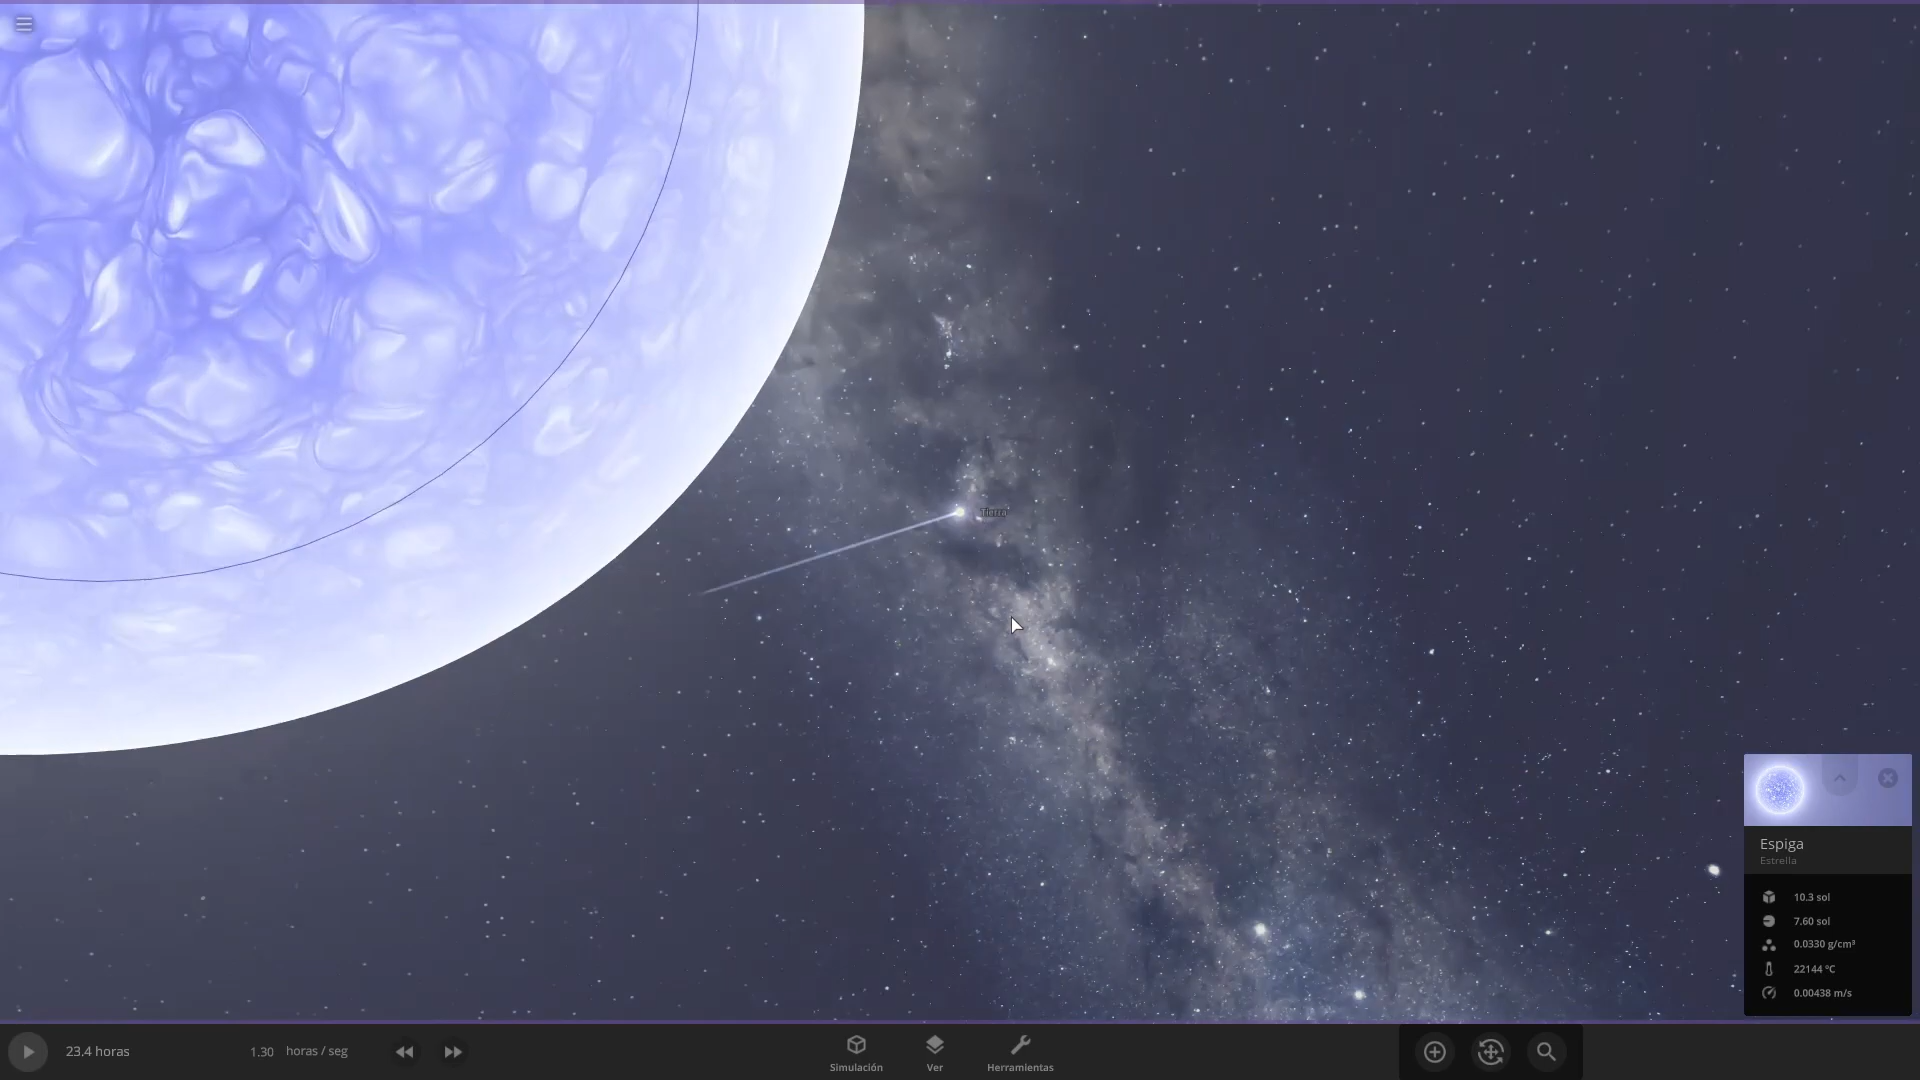 Tierra
Espiga
Estrella
10.3 sol
7.60 sol
0.0330 g/cm³
22144 °C
0.00438 m/s
23.4 horas
1.30 horas / seg
Simulación
Ver
Herramientas